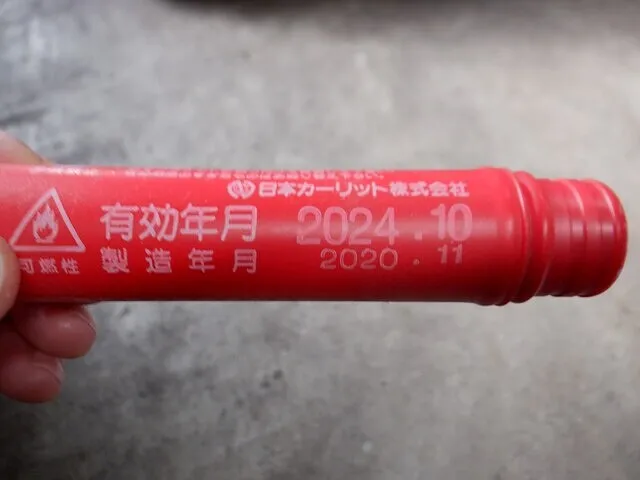 日本カーリット株式会社
有効年月 2024.10
製造年月 2020.11
可燃性